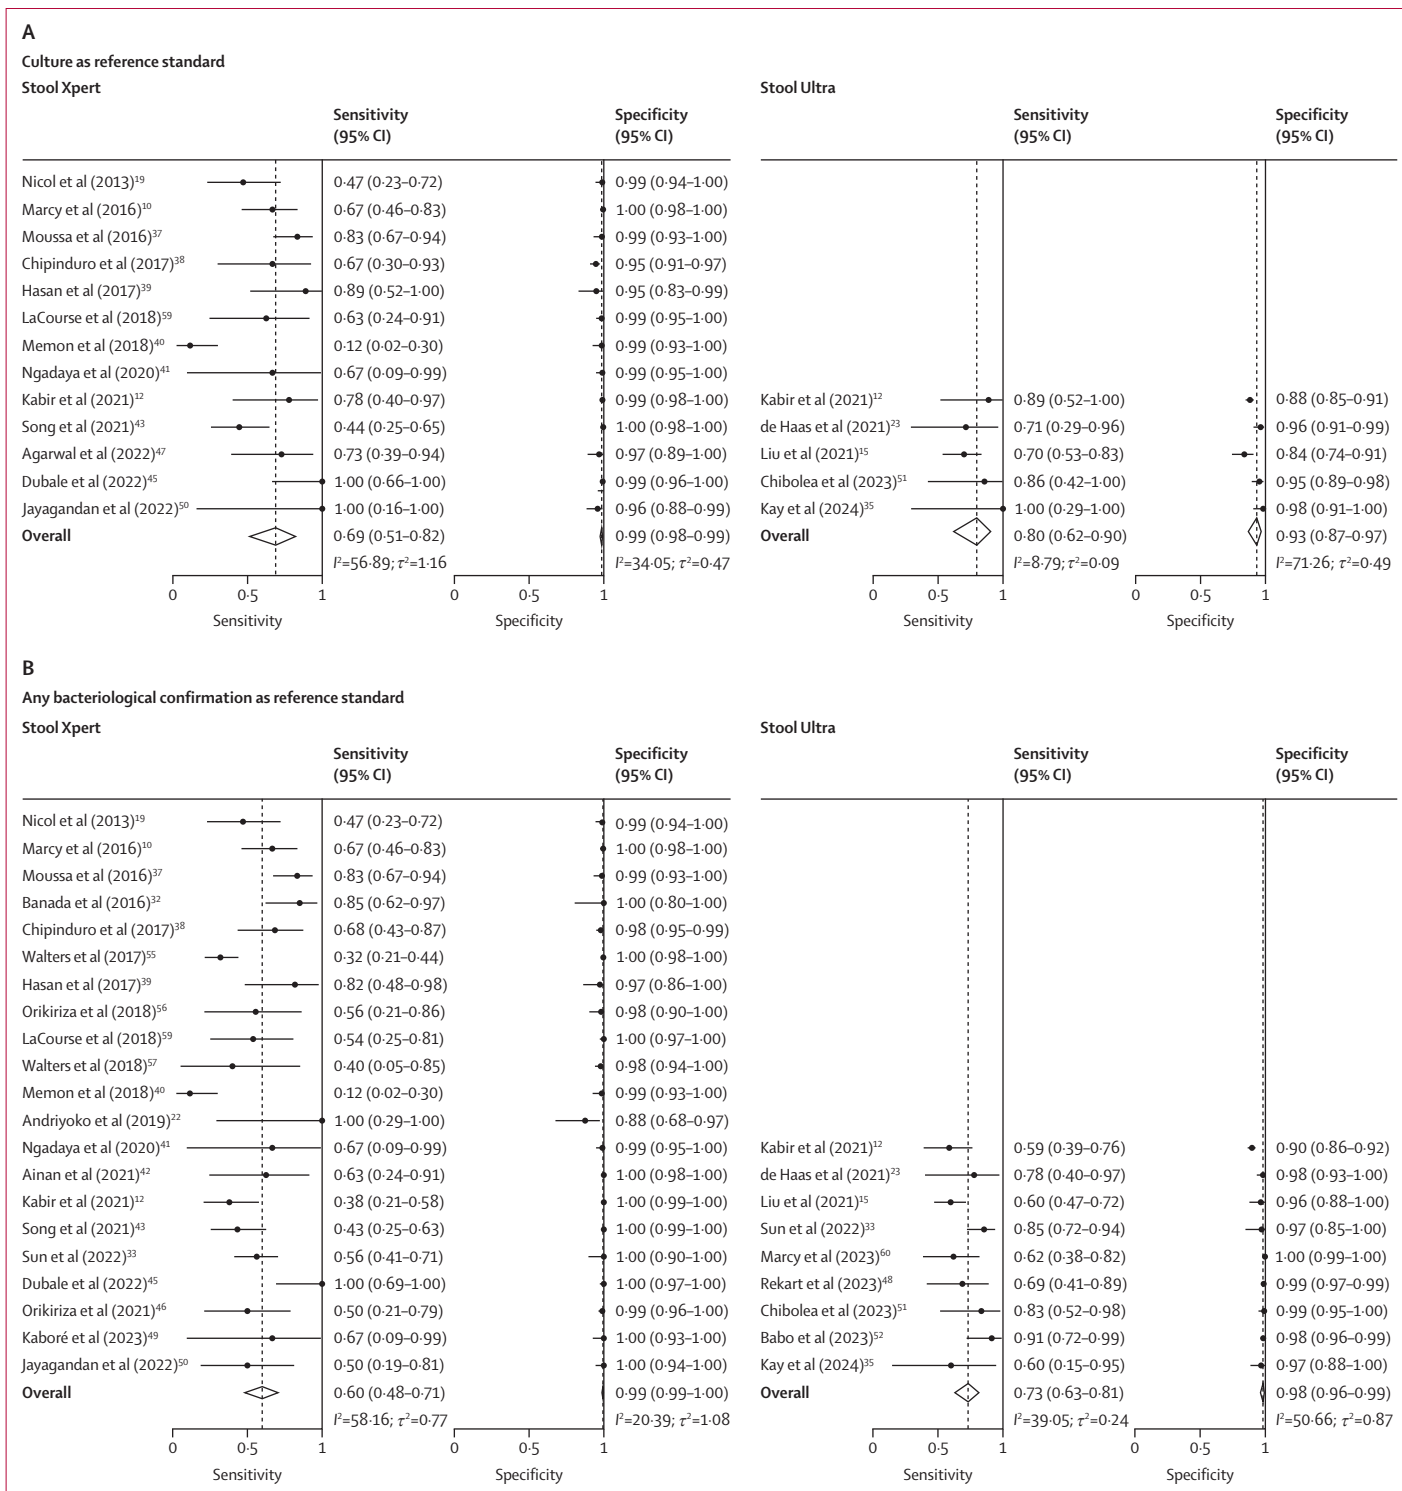 A
Culture as reference standard
Stool Xpert
Sensitivity (95% CI) Specificity (95% CI)
Nicol et al (2013)19 0·47 (0·23–0·72) 0·99 (0·94–1·00)
Marcy et al (2016)10 0·67 (0·46–0·83) 1·00 (0·98–1·00)
Moussa et al (2016)37 0·83 (0·67–0·94) 0·99 (0·93–1·00)
Chipinduro et al (2017)38 0·67 (0·30–0·93) 0·95 (0·91–0·97)
Hasan et al (2017)39 0·89 (0·52–1·00) 0·95 (0·83–0·99)
LaCourse et al (2018)59 0·63 (0·24–0·91) 0·99 (0·95–1·00)
Memon et al (2018)40 0·12 (0·02–0·30) 0·99 (0·93–1·00)
Ngadaya et al (2020)41 0·67 (0·09–0·99) 0·99 (0·95–1·00)
Kabir et al (2021)12 0·78 (0·40–0·97) 0·99 (0·98–1·00)
Song et al (2021)43 0·44 (0·25–0·65) 1·00 (0·98–1·00)
Agarwal et al (2022)47 0·73 (0·39–0·94) 0·97 (0·89–1·00)
Dubale et al (2022)45 1·00 (0·66–1·00) 0·99 (0·96–1·00)
Jayagandan et al (2022)50 1·00 (0·16–1·00) 0·96 (0·88–0·99)
Overall 0·69 (0·51–0·82) 0·99 (0·98–0·99)
I²=56·89; τ²=1·16 I²=34·05; τ²=0·47
0 0·5 1 0 0·5 1
Sensitivity Specificity
Stool Ultra
Sensitivity (95% CI) Specificity (95% CI)
Kabir et al (2021)12 0·89 (0·52–1·00) 0·88 (0·85–0·91)
de Haas et al (2021)23 0·71 (0·29–0·96) 0·96 (0·91–0·99)
Liu et al (2021)15 0·70 (0·53–0·83) 0·84 (0·74–0·91)
Chibolea et al (2023)51 0·86 (0·42–1·00) 0·95 (0·89–0·98)
Kay et al (2024)35 1·00 (0·29–1·00) 0·98 (0·91–1·00)
Overall 0·80 (0·62–0·90) 0·93 (0·87–0·97)
I²=8·79; τ²=0·09 I²=71·26; τ²=0·49
0 0·5 1 0 0·5 1
Sensitivity Specificity
B
Any bacteriological confirmation as reference standard
Stool Xpert
Sensitivity (95% CI) Specificity (95% CI)
Nicol et al (2013)19 0·47 (0·23–0·72) 0·99 (0·94–1·00)
Marcy et al (2016)10 0·67 (0·46–0·83) 1·00 (0·98–1·00)
Moussa et al (2016)37 0·83 (0·67–0·94) 0·99 (0·93–1·00)
Banada et al (2016)32 0·85 (0·62–0·97) 1·00 (0·80–1·00)
Chipinduro et al (2017)38 0·68 (0·43–0·87) 0·98 (0·95–0·99)
Walters et al (2017)55 0·32 (0·21–0·44) 1·00 (0·98–1·00)
Hasan et al (2017)39 0·82 (0·48–0·98) 0·97 (0·86–1·00)
Orikiriza et al (2018)56 0·56 (0·21–0·86) 0·98 (0·90–1·00)
LaCourse et al (2018)59 0·54 (0·25–0·81) 1·00 (0·97–1·00)
Walters et al (2018)57 0·40 (0·05–0·85) 0·98 (0·94–1·00)
Memon et al (2018)40 0·12 (0·02–0·30) 0·99 (0·93–1·00)
Andriyoko et al (2019)22 1·00 (0·29–1·00) 0·88 (0·68–0·97)
Ngadaya et al (2020)41 0·67 (0·09–0·99) 0·99 (0·95–1·00)
Ainan et al (2021)42 0·63 (0·24–0·91) 1·00 (0·98–1·00)
Kabir et al (2021)12 0·38 (0·21–0·58) 1·00 (0·99–1·00)
Song et al (2021)43 0·43 (0·25–0·63) 1·00 (0·99–1·00)
Sun et al (2022)33 0·56 (0·41–0·71) 1·00 (0·90–1·00)
Dubale et al (2022)45 1·00 (0·69–1·00) 1·00 (0·97–1·00)
Orikiriza et al (2021)46 0·50 (0·21–0·79) 0·99 (0·96–1·00)
Kaboré et al (2023)49 0·67 (0·09–0·99) 1·00 (0·93–1·00)
Jayagandan et al (2022)50 0·50 (0·19–0·81) 1·00 (0·94–1·00)
Overall 0·60 (0·48–0·71) 0·99 (0·99–1·00)
I²=58·16; τ²=0·77 I²=20·39; τ²=1·08
0 0·5 1 0 0·5 1
Sensitivity Specificity
Stool Ultra
Sensitivity (95% CI) Specificity (95% CI)
Kabir et al (2021)12 0·59 (0·39–0·76) 0·90 (0·86–0·92)
de Haas et al (2021)23 0·78 (0·40–0·97) 0·98 (0·93–1·00)
Liu et al (2021)15 0·60 (0·47–0·72) 0·96 (0·88–1·00)
Sun et al (2022)33 0·85 (0·72–0·94) 0·97 (0·85–1·00)
Marcy et al (2023)60 0·62 (0·38–0·82) 1·00 (0·99–1·00)
Rekart et al (2023)48 0·69 (0·41–0·89) 0·99 (0·97–0·99)
Chibolea et al (2023)51 0·83 (0·52–0·98) 0·99 (0·95–1·00)
Babo et al (2023)52 0·91 (0·72–0·99) 0·98 (0·96–0·99)
Kay et al (2024)35 0·60 (0·15–0·95) 0·97 (0·88–1·00)
Overall 0·73 (0·63–0·81) 0·98 (0·96–0·99)
I²=39·05; τ²=0·24 I²=50·66; τ²=0·87
0 0·5 1 0 0·5 1
Sensitivity Specificity